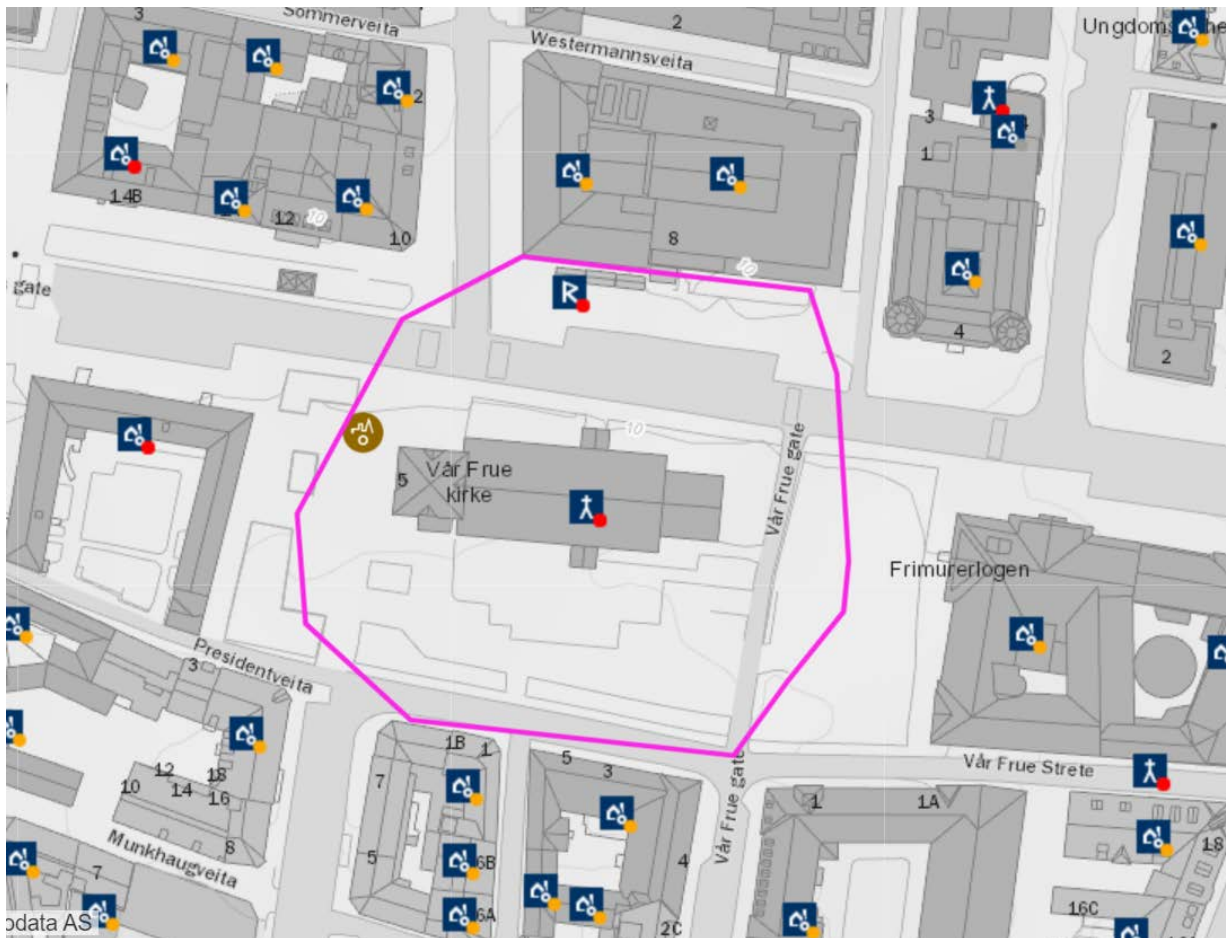 3
Sommerveita
2
Westermannsveita
2
3
1
14B
12
10
10
8
10
4
2
gate
10
5
Vår Frue
kirke
Vår Frue gate
Frimurerlogen
Presidentveita
3
1B
1
5
3
Vår Frue gate
Vår Frue Strete
7
12
18
10
14
16
1
1A
8
5
6B
4
18
Munkhaugveita
7
6A
2C
16C
odata AS